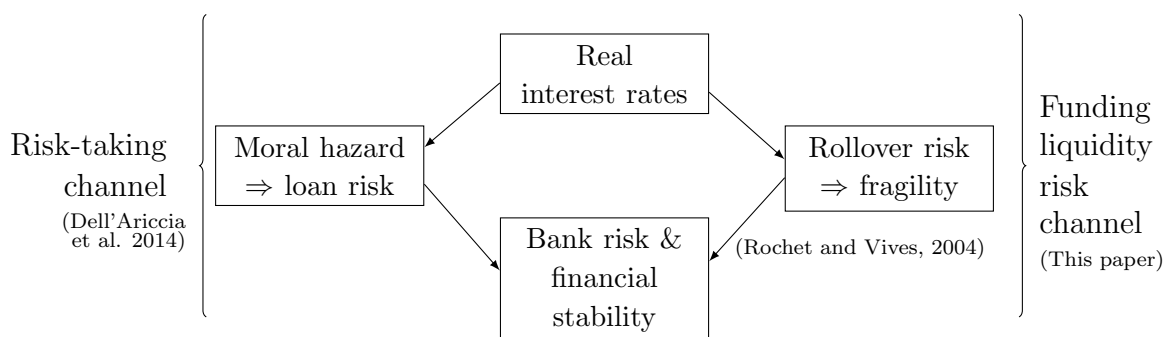 Real
interest rates
Risk-taking
channel
(Dell'Ariccia
et al. 2014)
Moral hazard
⇒ loan risk
Rollover risk
⇒ fragility
Funding
liquidity
risk
channel
(This paper)
Bank risk &
financial
stability
(Rochet and Vives, 2004)